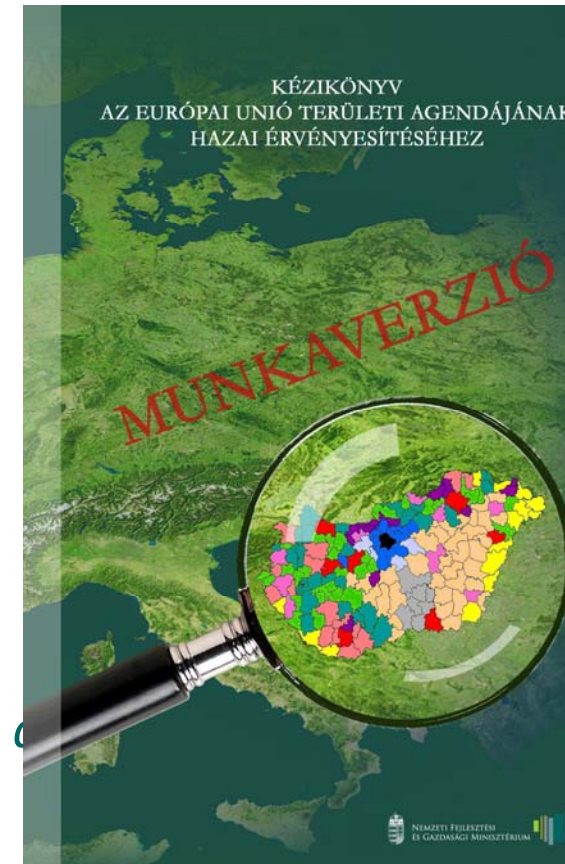 KÉZIKÖNYV
AZ EURÓPAI UNIÓ TERÜLETI AGENDÁJÁNAK
HAZAI ÉRVÉNYESÍTÉSÉHEZ
MUNKAVERZIÓ
NEMZETI FEJLESZTÉSI
ÉS GAZDASÁGI MINISZTÉRIUM